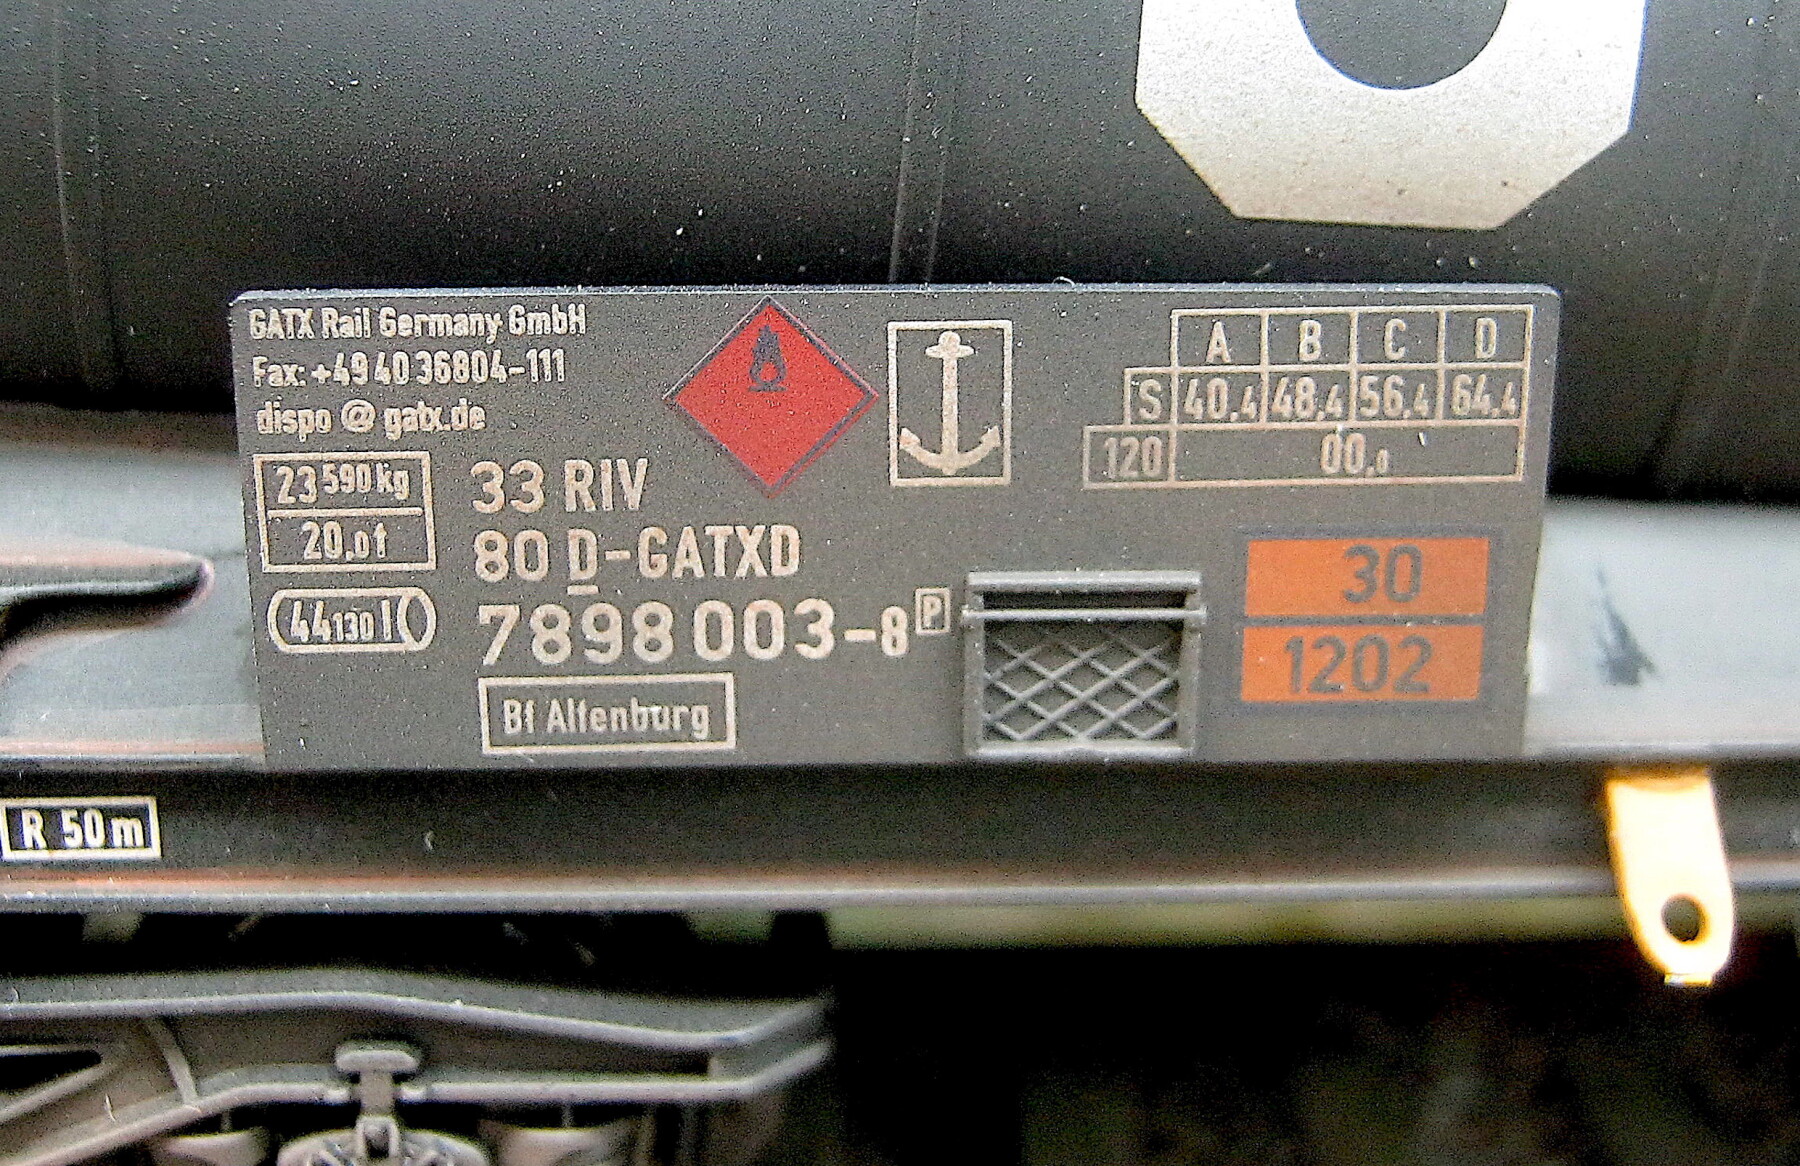 GATX Rail Germany GmbH
Fax: +49 40 36804-111
dispo @ gatx.de
23 590 kg
20,0 t
44 130 l
33 RIV
80 D-GATXD
7898 003-8 P
Bf Altenburg
A B C D
S 40,4 48,4 56,4 64,4
120 00,0
30
1202
R 50 m